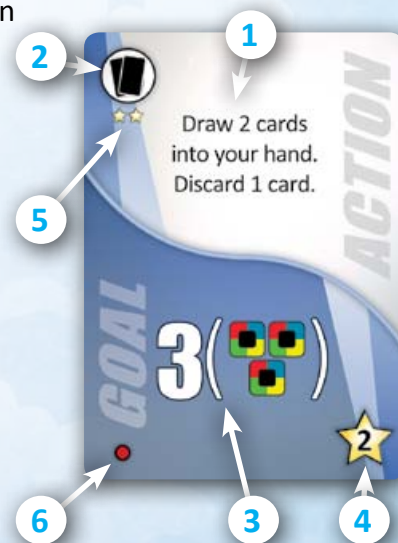 n
1
2
Draw 2 cards
into your hand.
Discard 1 card.
ACTION
5
GOAL
3( )
2
6
3
4